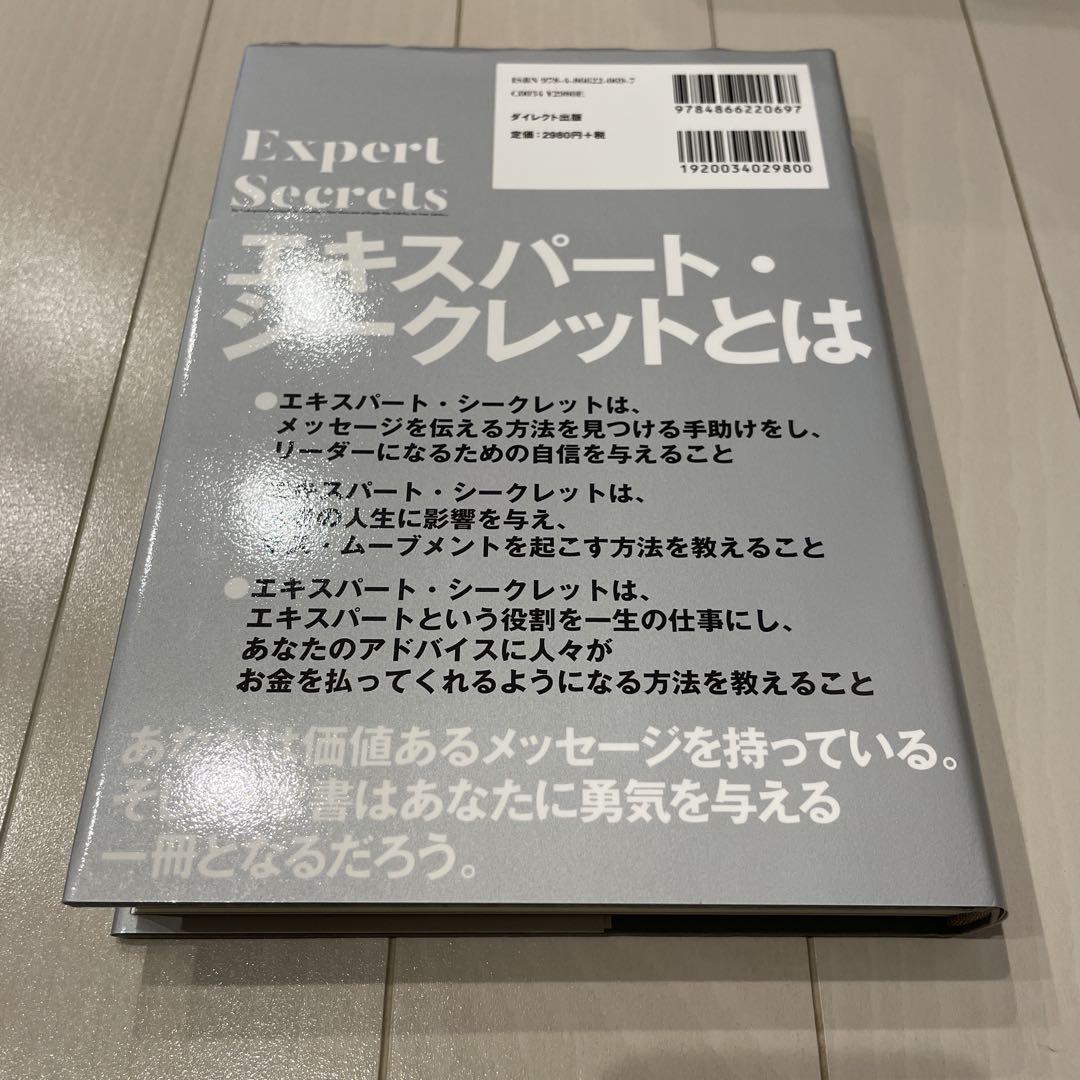 ISBN 978-4-86622-069-7
C0034 ¥2980E
ダイレクト出版
定価：2980円+税
9784866220697
1920034029800
Expert
Secrets
エキスパート・
シークレットとは
●エキスパート・シークレットは、
メッセージを伝える方法を見つける手助けをし、
リーダーになるための自信を与えること
エキスパート・シークレットは、
の人生に影響を与え、
マス・ムーブメントを起こす方法を教えること
●エキスパート・シークレットは、
エキスパートという役割を一生の仕事にし、
あなたのアドバイスに人々が
お金を払ってくれるようになる方法を教えること
あなたは価値あるメッセージを持っている。
そして本書はあなたに勇気を与える
一冊となるだろう。